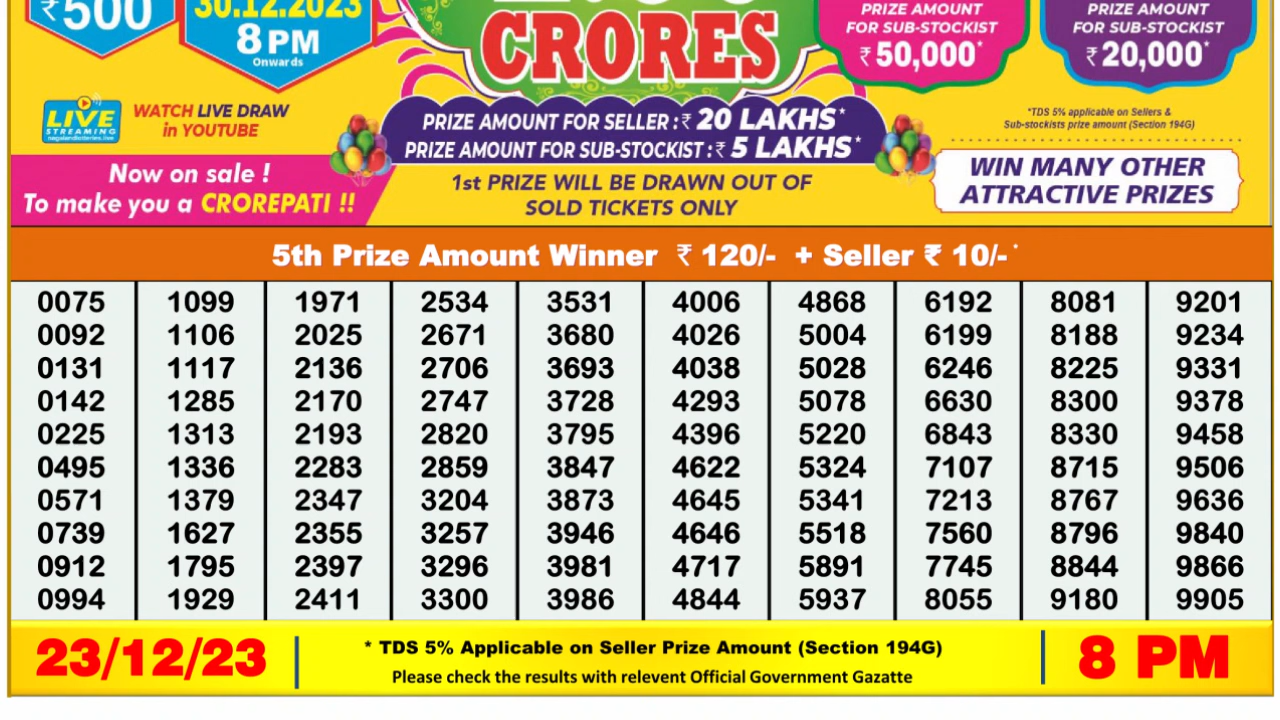 ₹500
30.12.2023
8 PM
Onwards
CRORES
PRIZE AMOUNT
FOR SUB-STOCKIST
₹ 50,000*
PRIZE AMOUNT
FOR SUB-STOCKIST
₹ 20,000*
LIVE
STREAMING
nagalandlotteries.live
WATCH LIVE DRAW
in YOUTUBE
PRIZE AMOUNT FOR SELLER :₹ 20 LAKHS*
PRIZE AMOUNT FOR SUB-STOCKIST :₹ 5 LAKHS*
*TDS 5% applicable on Sellers &
Sub-stockists prize amount (Section 194G)
Now on sale !
To make you a CROREPATI !!
1st PRIZE WILL BE DRAWN OUT OF
SOLD TICKETS ONLY
WIN MANY OTHER
ATTRACTIVE PRIZES
5th Prize Amount Winner ₹ 120/- + Seller ₹ 10/- *
0075 1099 1971 2534 3531 4006 4868 6192 8081 9201
0092 1106 2025 2671 3680 4026 5004 6199 8188 9234
0131 1117 2136 2706 3693 4038 5028 6246 8225 9331
0142 1285 2170 2747 3728 4293 5078 6630 8300 9378
0225 1313 2193 2820 3795 4396 5220 6843 8330 9458
0495 1336 2283 2859 3847 4622 5324 7107 8715 9506
0571 1379 2347 3204 3873 4645 5341 7213 8767 9636
0739 1627 2355 3257 3946 4646 5518 7560 8796 9840
0912 1795 2397 3296 3981 4717 5891 7745 8844 9866
0994 1929 2411 3300 3986 4844 5937 8055 9180 9905
23/12/23
* TDS 5% Applicable on Seller Prize Amount (Section 194G)
Please check the results with relevent Official Government Gazatte
8 PM